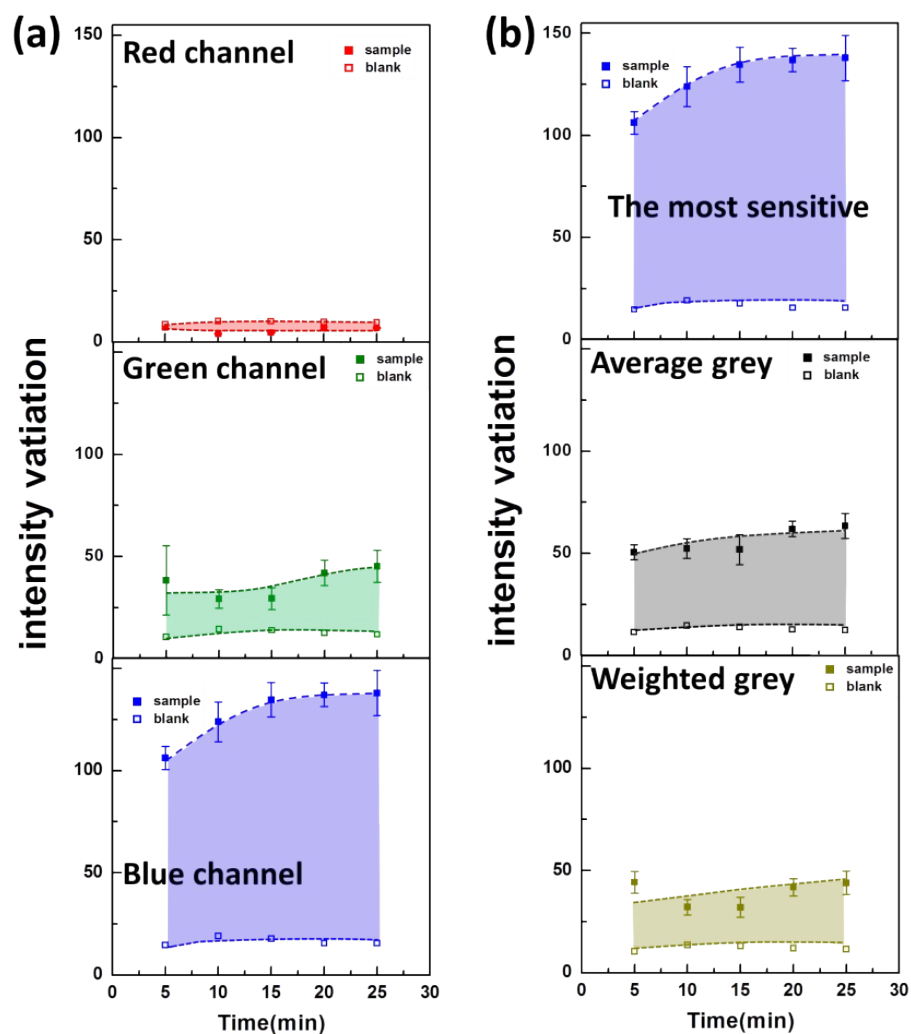 (a)
Red channel
sample
blank
150
100
50
0
Green channel
sample
blank
100
50
0
sample
blank
100
Blue channel
50
0
0 5 10 15 20 25 30
Time(min)
intensity vatiation
(b)
sample
blank
150
100
The most sensitive
50
0
Average grey
sample
blank
100
50
0
Weighted grey
sample
blank
100
50
0
0 5 10 15 20 25 30
Time(min)
intensity vatiation